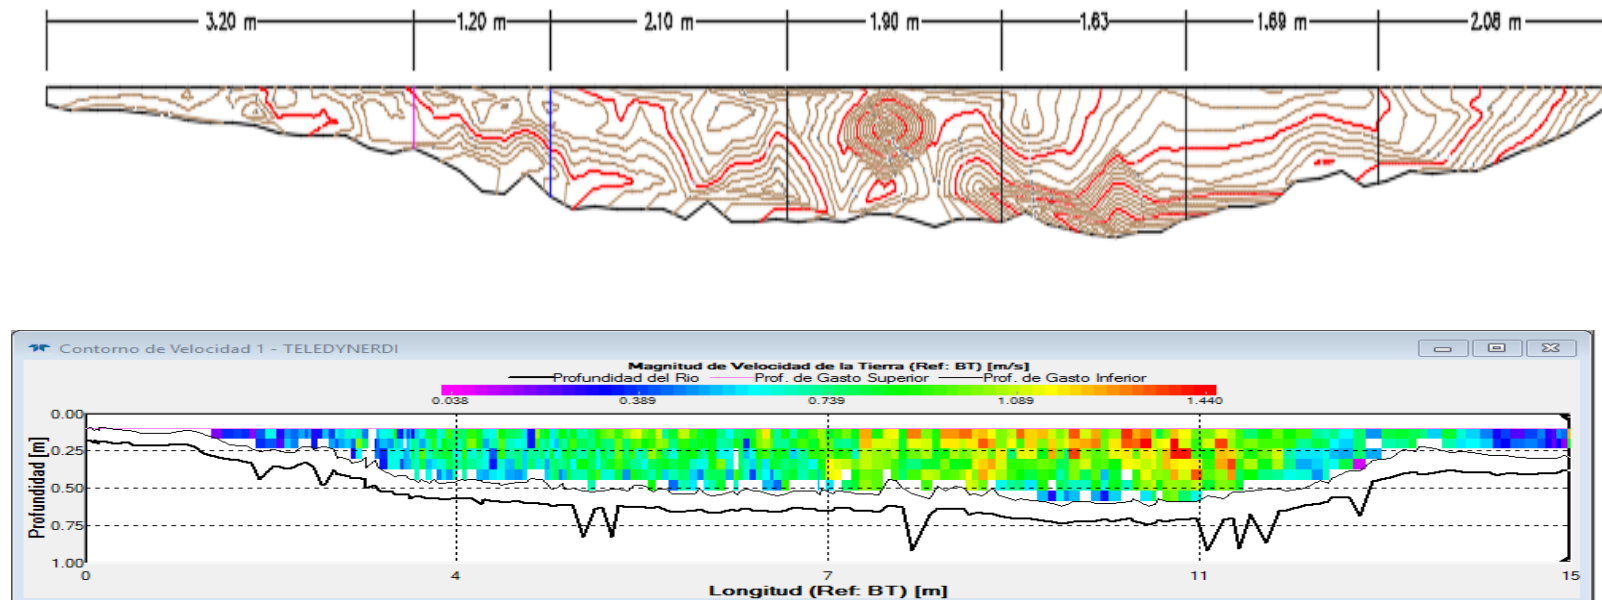 3.20 m 1.20 m 2.10 m 1.90 m 1.63 1.69 m 2.08 m
Contorno de Velocidad 1 - TELEDYNERDI
Magnitud de Velocidad de la Tierra (Ref: BT) [m/s]
Profundidad del Rio Prof. de Gasto Superior Prof. de Gasto Inferior
0.038 0.389 0.739 1.089 1.440
Profundidad [m]
0.00
0.25
0.50
0.75
1.00
0 4 7 11 15
Longitud (Ref: BT) [m]